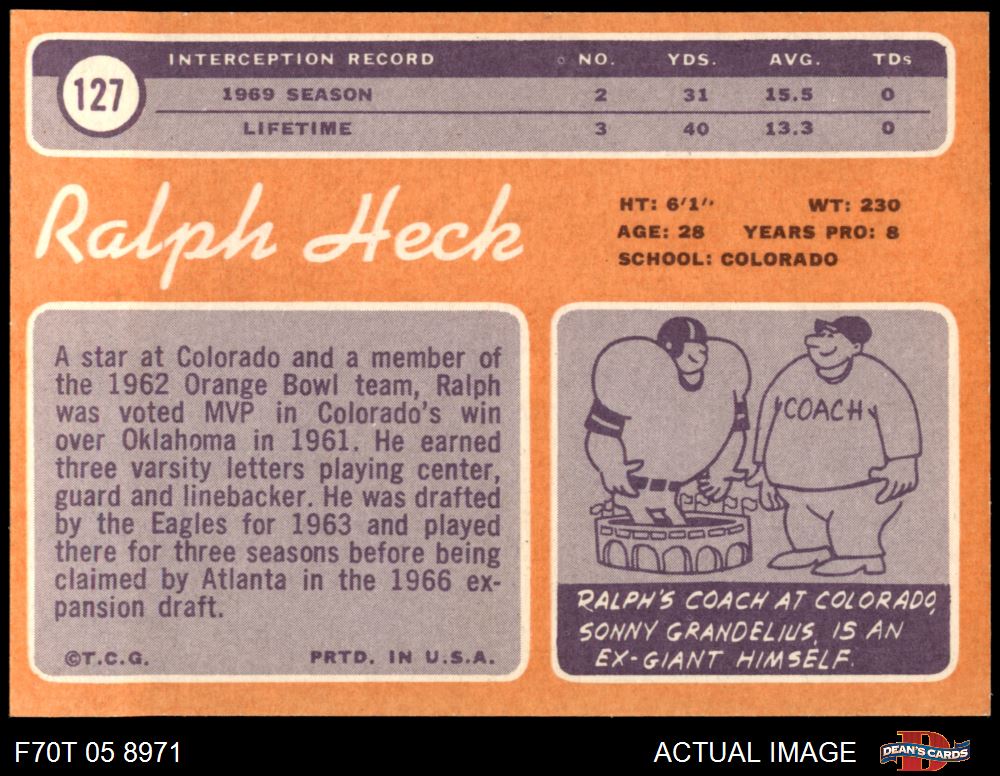 127
INTERCEPTION RECORD NO. YDS. AVG. TDs
1969 SEASON 2 31 15.5 0
LIFETIME 3 40 13.3 0
Ralph Heck
HT: 6'1" WT: 230
AGE: 28 YEARS PRO: 8
SCHOOL: COLORADO
A star at Colorado and a member of
the 1962 Orange Bowl team, Ralph
was voted MVP in Colorado's win
over Oklahoma in 1961. He earned
three varsity letters playing center,
guard and linebacker. He was drafted
by the Eagles for 1963 and played
there for three seasons before being
claimed by Atlanta in the 1966 ex-
pansion draft.
©T.C.G. PRTD. IN U.S.A.
COACH
RALPH'S COACH AT COLORADO,
SONNY GRANDELIUS, IS AN
EX-GIANT HIMSELF.
F70T 05 8971 ACTUAL IMAGE DEAN'S CARDS